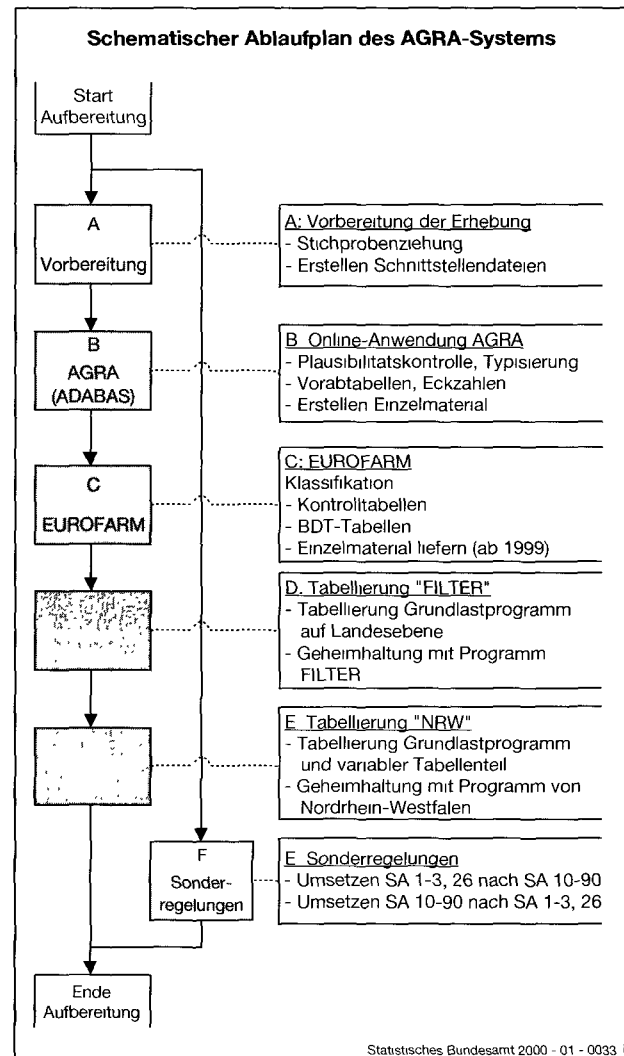 Schematischer Ablaufplan des AGRA-Systems
Start
Aufbereitung
A
Vorbereitung
A: Vorbereitung der Erhebung
- Stichprobenziehung
- Erstellen Schnittstellendateien
B
AGRA
(ADABAS)
B Online-Anwendung AGRA
- Plausibilitatskontrolle, Typisierung
- Vorabtabellen, Eckzahlen
- Erstellen Einzelmaterial
C
EUROFARM
C: EUROFARM
Klassifikation
- Kontrolltabellen
- BDT-Tabellen
- Einzelmaterial liefern (ab 1999)
D. Tabellierung "FILTER"
- Tabellierung Grundlastprogramm
auf Landesebene
- Geheimhaltung mit Programm
FILTER
E Tabellierung "NRW"
- Tabellierung Grundlastprogramm
und variabler Tabellenteil
- Geheimhaltung mit Programm von
Nordrhein-Westfalen
F
Sonder-
regelungen
E Sonderregelungen
- Umsetzen SA 1-3, 26 nach SA 10-90
- Umsetzen SA 10-90 nach SA 1-3, 26
Ende
Aufbereitung
Statistisches Bundesamt 2000 - 01 - 0033